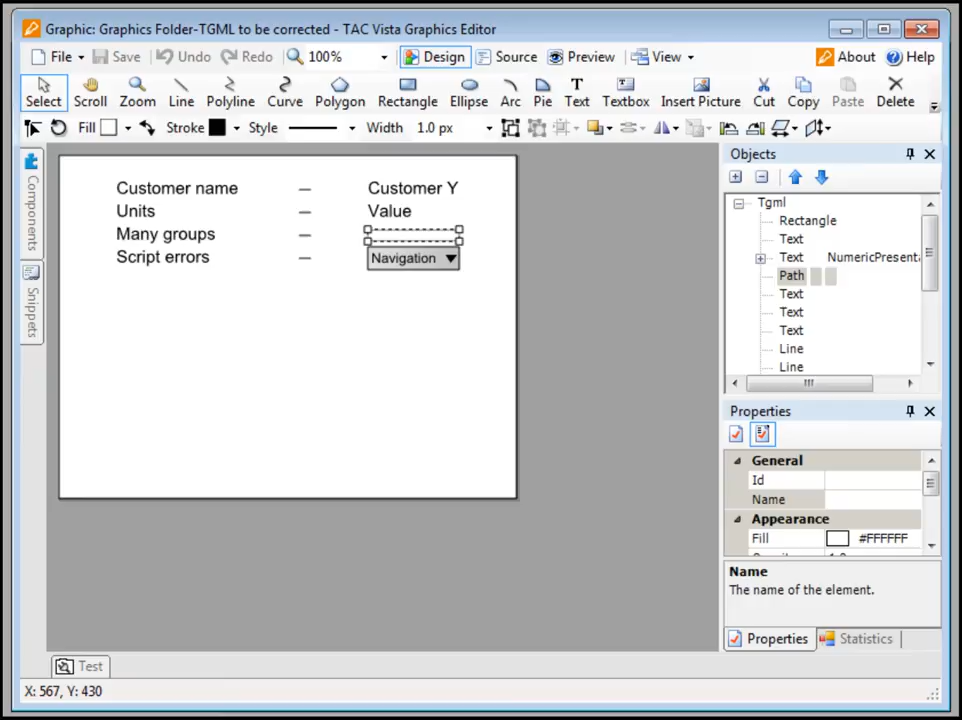 Graphic: Graphics Folder-TGML to be corrected - TAC Vista Graphics Editor
File Save Undo Redo 100% Design Source Preview View About Help
Select Scroll Zoom Line Polyline Curve Polygon Rectangle Ellipse Arc Pie Text Textbox Insert Picture Cut Copy Paste Delete
Fill Stroke Style Width 1.0 px
Components
Snippets
Customer name – Customer Y
Units – Value
Many groups –
Script errors – Navigation
Objects
Tgml
Rectangle
Text
Text NumericPresenta
Path
Text
Text
Text
Line
Line
Properties
General
Id
Name
Appearance
Fill #FFFFFF
Name
The name of the element.
Properties Statistics
Test
X: 567, Y: 430